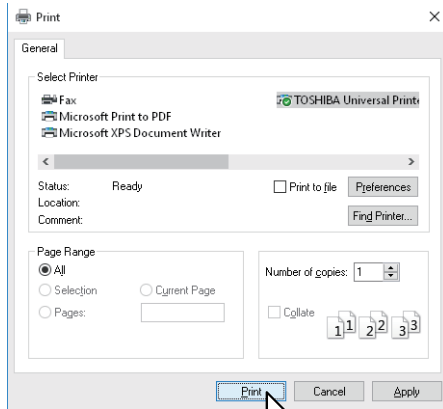 Print
General
Select Printer
Fax
TOSHIBA Universal Printe
Microsoft Print to PDF
Microsoft XPS Document Writer
Status: Ready
Print to file Preferences
Location:
Comment:
Find Printer...
Page Range
All
Selection Current Page
Pages:
Number of copies: 1
Collate
1 1 2 2 3 3
Print Cancel Apply